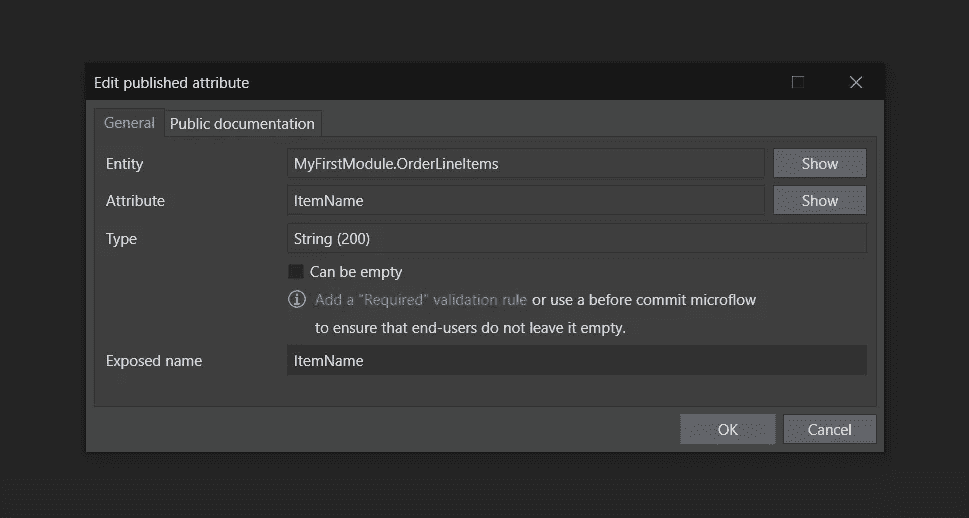 Edit published attribute
General Public documentation
Entity MyFirstModule.OrderLineItems Show
Attribute ItemName Show
Type String (200)
Can be empty
Add a "Required" validation rule or use a before commit microflow
to ensure that end-users do not leave it empty.
Exposed name ItemName
OK Cancel